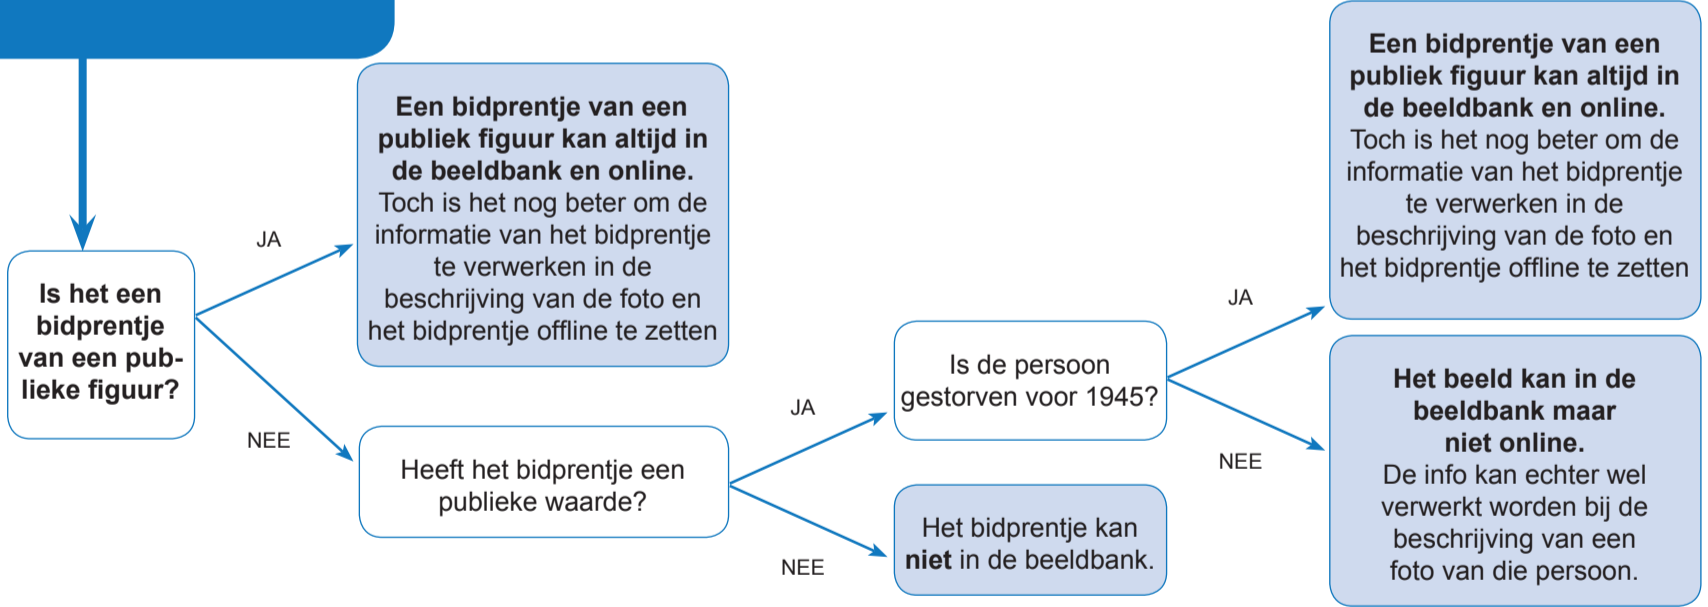 Is het een
bidprentje
van een pub-
lieke figuur?
JA
NEE
Een bidprentje van een
publiek figuur kan altijd in
de beeldbank en online.
Toch is het nog beter om de
informatie van het bidprentje
te verwerken in de
beschrijving van de foto en
het bidprentje offline te zetten
Heeft het bidprentje een
publieke waarde?
JA
NEE
Is de persoon
gestorven voor 1945?
Het bidprentje kan
niet in de beeldbank.
JA
NEE
Een bidprentje van een
publiek figuur kan altijd in
de beeldbank en online.
Toch is het nog beter om de
informatie van het bidprentje
te verwerken in de
beschrijving van de foto en
het bidprentje offline te zetten
Het beeld kan in de
beeldbank maar
niet online.
De info kan echter wel
verwerkt worden bij de
beschrijving van een
foto van die persoon.